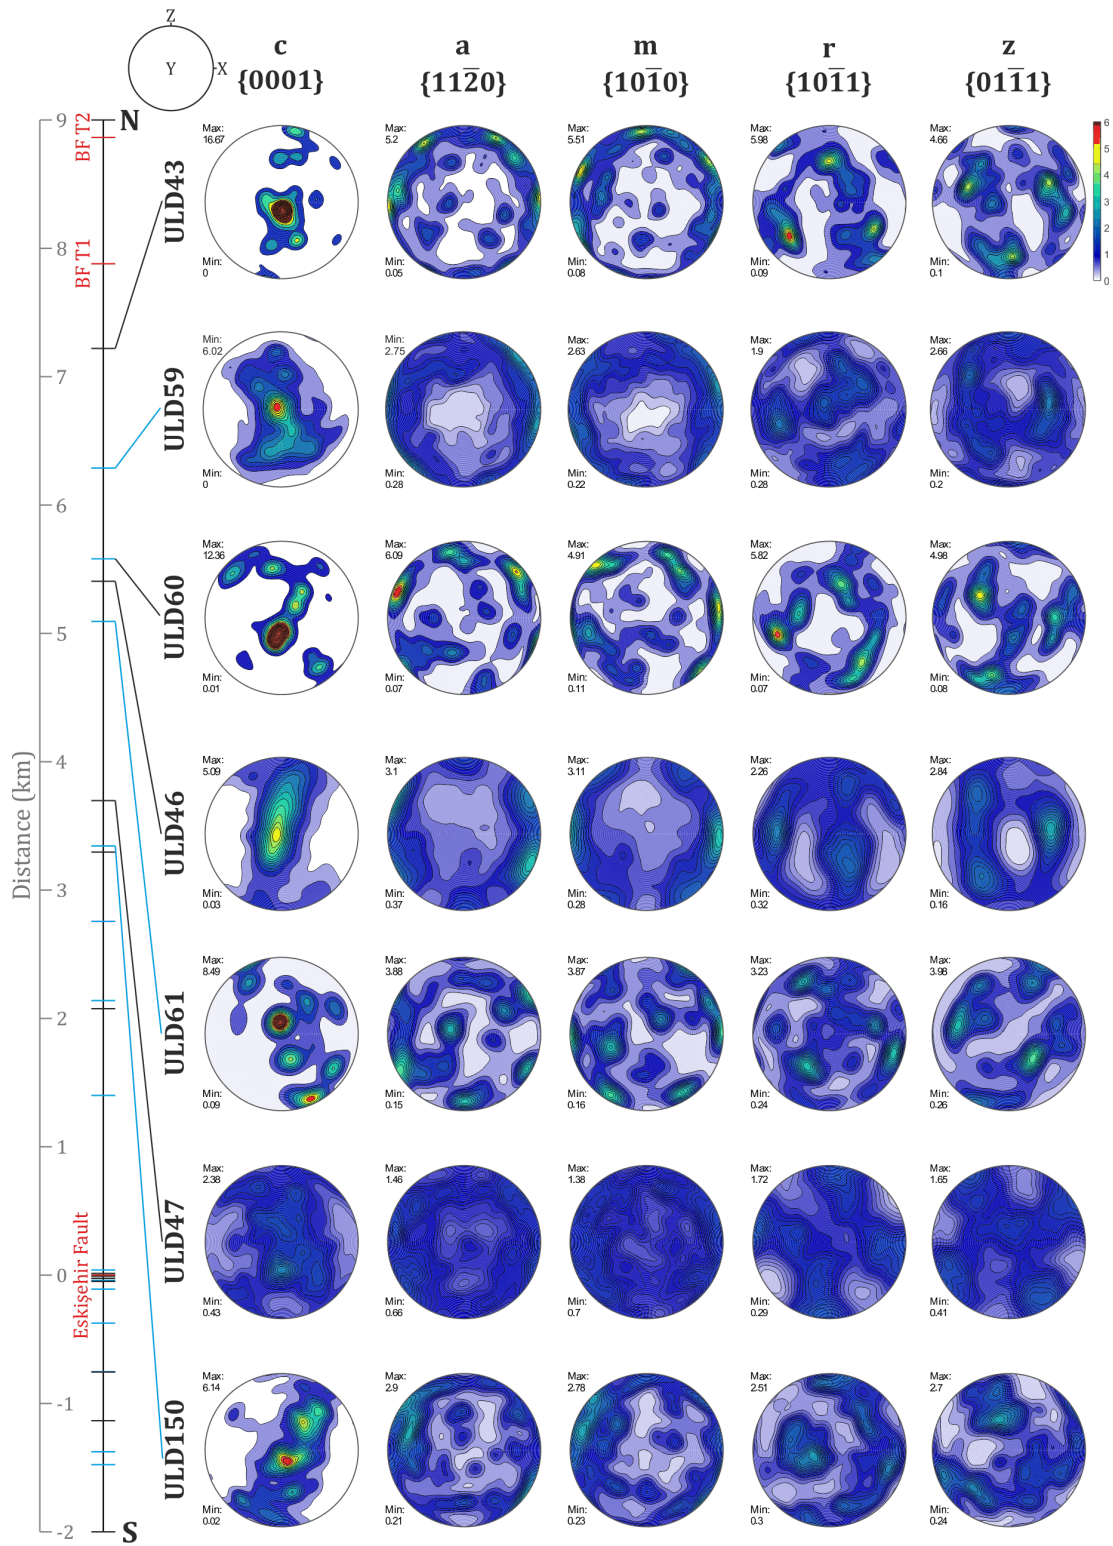 Z
Y
X
c
a
m
r
z
{0001}
{112̅0}
{101̅0}
{101̅1}
{011̅1}
9
N
BF T2
8
BF T1
7
6
5
4
3
2
1
0
-1
-2
S
Distance (km)
Eskişehir Fault
6
5
4
3
2
1
0
ULD43
Max:
16.67
Min:
0
Max:
5.2
Min:
0.05
Max:
5.51
Min:
0.08
Max:
5.98
Min:
0.09
Max:
4.66
Min:
0.1
ULD59
Min:
6.02
Min:
0
Min:
2.75
Min:
0.28
Max:
2.63
Min:
0.22
Max:
1.9
Min:
0.28
Max:
2.66
Min:
0.2
ULD60
Max:
12.36
Min:
0.01
Max:
6.09
Min:
0.07
Max:
4.91
Min:
0.11
Max:
5.82
Min:
0.07
Max:
4.98
Min:
0.08
ULD46
Max:
5.09
Min:
0.03
Max:
3.1
Min:
0.37
Max:
3.11
Min:
0.28
Max:
2.26
Min:
0.32
Max:
2.84
Min:
0.16
ULD61
Max:
8.49
Min:
0.09
Max:
3.88
Min:
0.15
Max:
3.87
Min:
0.16
Max:
3.23
Min:
0.24
Max:
3.98
Min:
0.26
ULD47
Max:
2.38
Min:
0.43
Max:
1.46
Min:
0.66
Max:
1.38
Min:
0.7
Max:
1.72
Min:
0.29
Max:
1.65
Min:
0.41
ULD150
Max:
6.14
Min:
0.02
Max:
2.9
Min:
0.21
Max:
2.78
Min:
0.23
Max:
2.51
Min:
0.3
Max:
2.7
Min:
0.24